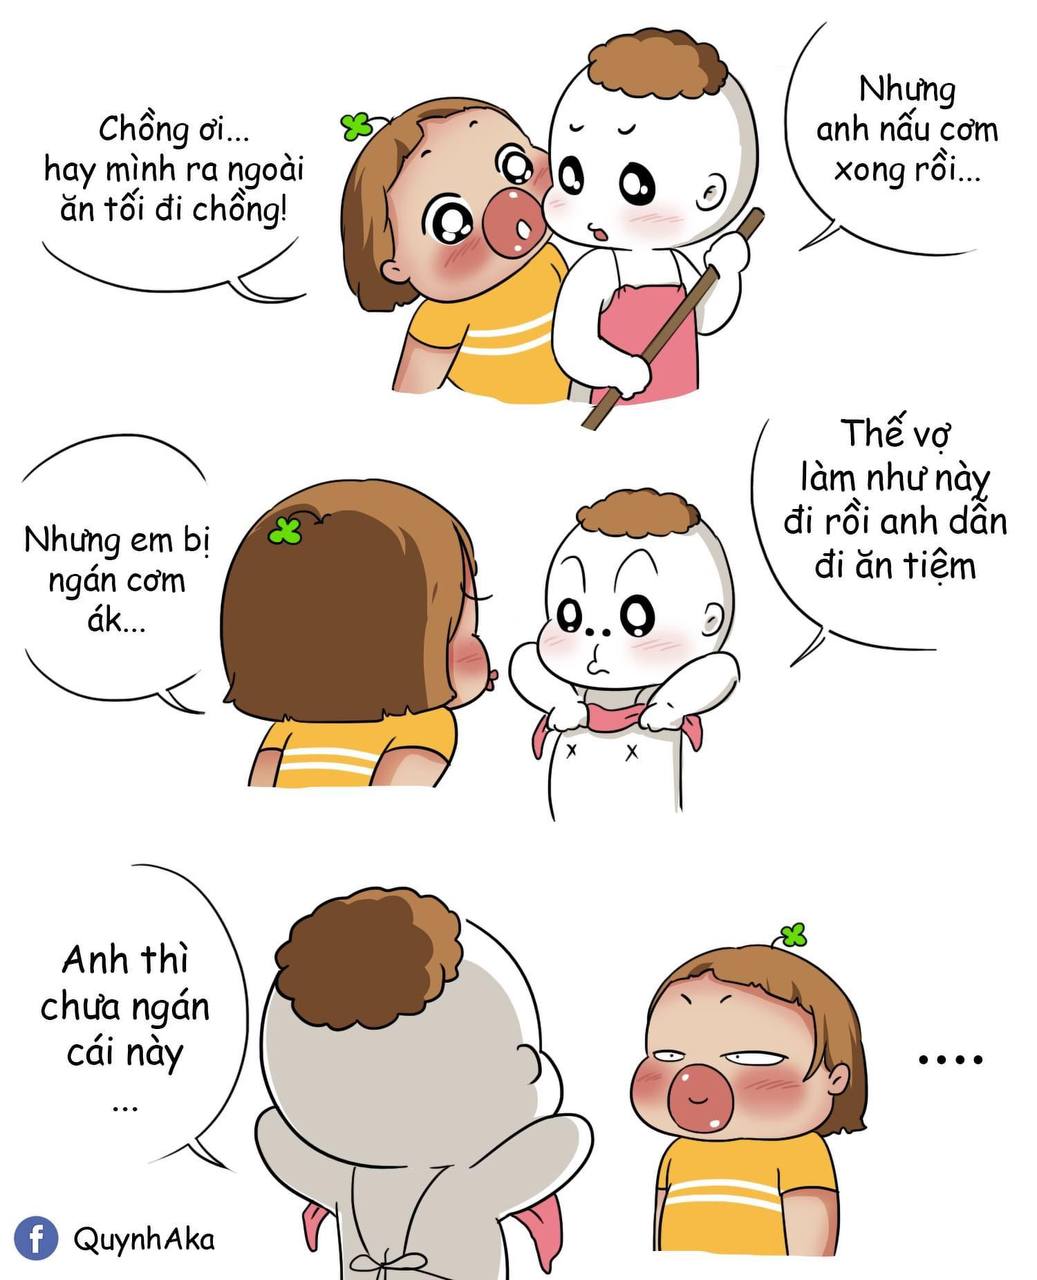 Chồng ơi...
hay mình ra ngoài
ăn tối đi chồng!
Nhưng
anh nấu cơm
xong rồi...
Nhưng em bị
ngán cơm
ák...
Thế vợ
làm như này
đi rồi anh dẫn
đi ăn tiệm
Anh thì
chưa ngán
cái này
...
....
f QuynhAka